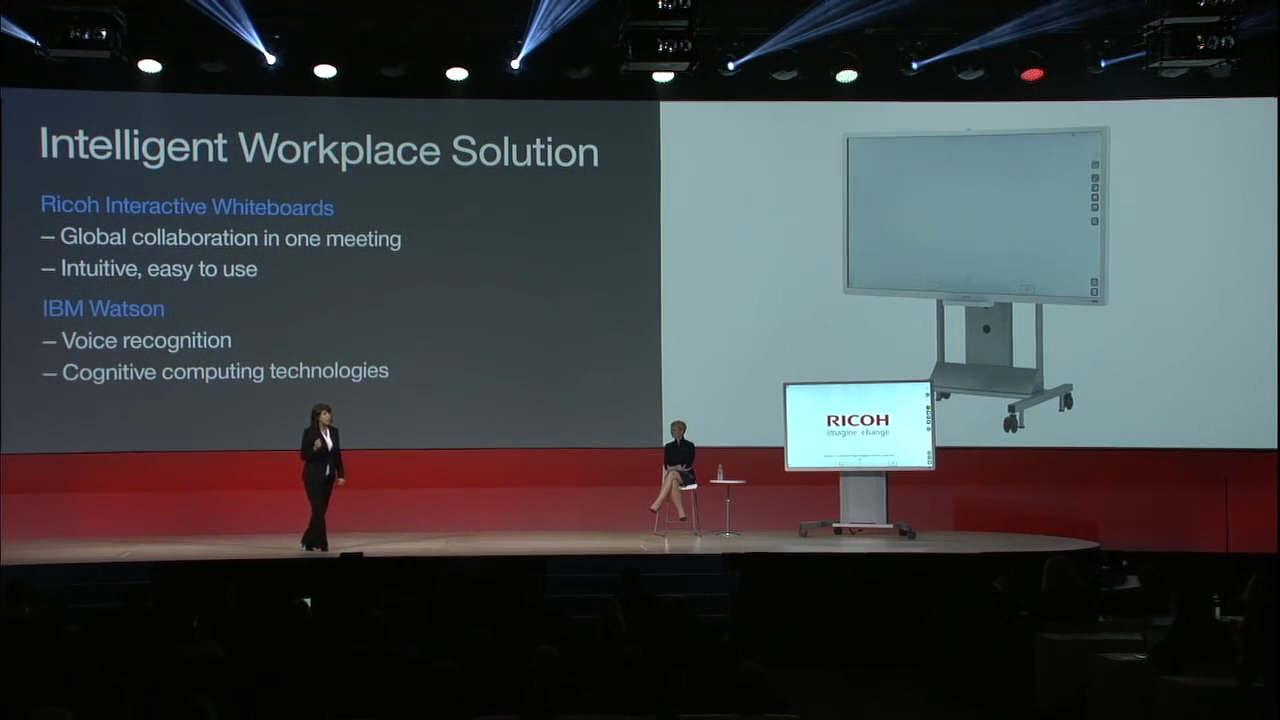 Intelligent Workplace Solution
Ricoh Interactive Whiteboards
– Global collaboration in one meeting
– Intuitive, easy to use
IBM Watson
– Voice recognition
– Cognitive computing technologies
RICOH
imagine. change.